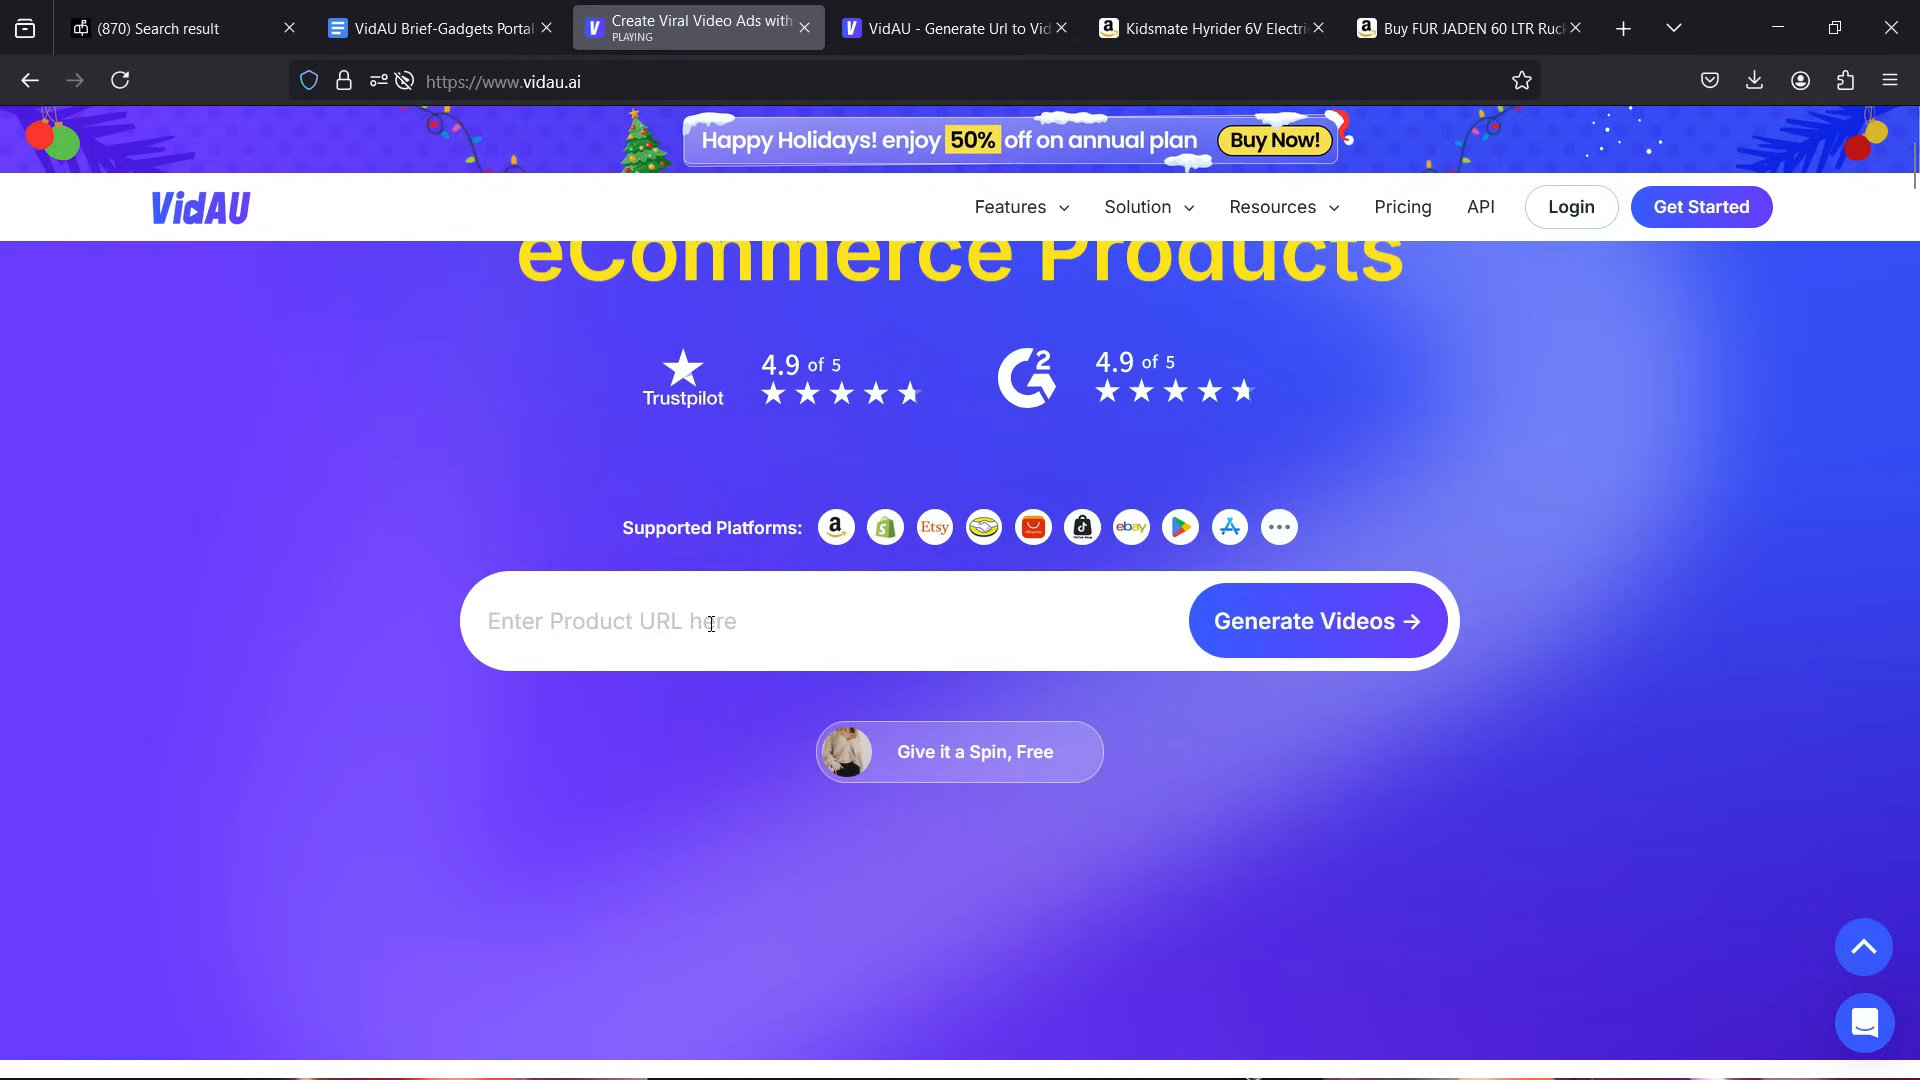 (870) Search result
VidAU Brief-Gadgets Portal
Create Viral Video Ads with
PLAYING
VidAU - Generate Url to Vid
Kidsmate Hyrider 6V Electri
Buy FUR JADEN 60 LTR Ruc
https://www.vidau.ai
Happy Holidays! enjoy 50% off on annual plan Buy Now!
VidAU
Features
Solution
Resources
Pricing
API
Login
Get Started
eCommerce Products
Trustpilot
4.9 of 5
G2
4.9 of 5
Supported Platforms:
Etsy
ebay
Enter Product URL here
Generate Videos →
Give it a Spin, Free